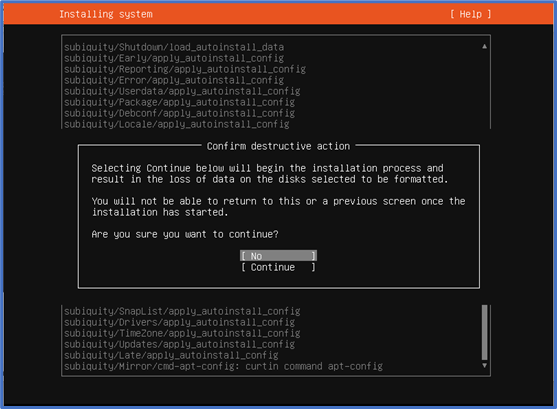 Installing system [ Help ]
subiquity/Shutdown/load_autoinstall_data
subiquity/Early/apply_autoinstall_config
subiquity/Reporting/apply_autoinstall_config
subiquity/Error/apply_autoinstall_config
subiquity/Userdata/apply_autoinstall_config
subiquity/Package/apply_autoinstall_config
subiquity/Debconf/apply_autoinstall_config
subiquity/Locale/apply_autoinstall_config
Confirm destructive action
Selecting Continue below will begin the installation process and
result in the loss of data on the disks selected to be formatted.
You will not be able to return to this or a previous screen once the
installation has started.
Are you sure you want to continue?
[ No ]
[ Continue ]
subiquity/SnapList/apply_autoinstall_config
subiquity/Drivers/apply_autoinstall_config
subiquity/TimeZone/apply_autoinstall_config
subiquity/Updates/apply_autoinstall_config
subiquity/Late/apply_autoinstall_config
subiquity/Mirror/cmd-apt-config: curtin command apt-config